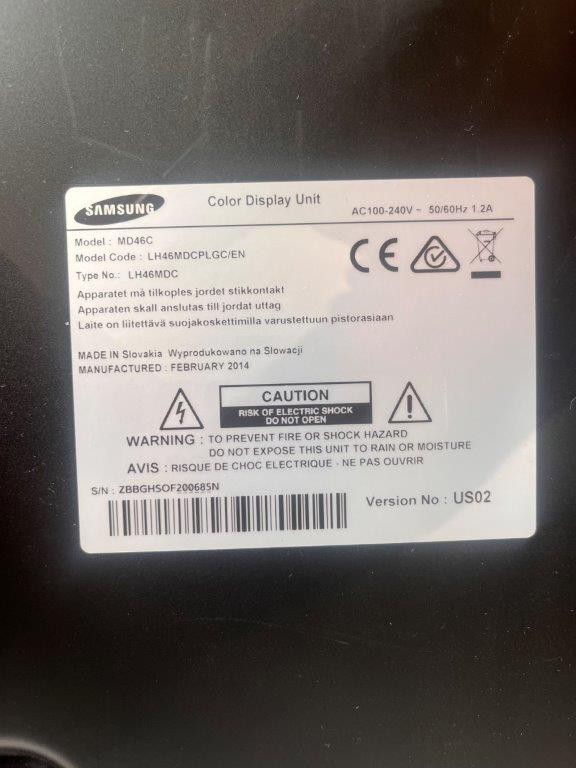 SAMSUNG
Color Display Unit
AC100-240V ~ 50/60Hz 1.2A
Model : MD46C
Model Code : LH46MDCPLGC/EN
Type No.: LH46MDC
CE
Apparatet må tilkoples jordet stikkontakt
Apparaten skall anslutas till jordat uttag
Laite on liitettävä suojakoskettimilla varustettuun pistorasiaan
MADE IN Slovakia Wyprodukowano na Slowacji
MANUFACTURED : FEBRUARY 2014
CAUTION
RISK OF ELECTRIC SHOCK
DO NOT OPEN
WARNING : TO PREVENT FIRE OR SHOCK HAZARD
DO NOT EXPOSE THIS UNIT TO RAIN OR MOISTURE
AVIS : RISQUE DE CHOC ELECTRIQUE - NE PAS OUVRIR
S/N : ZBBGHSOF200685N
Version No : US02